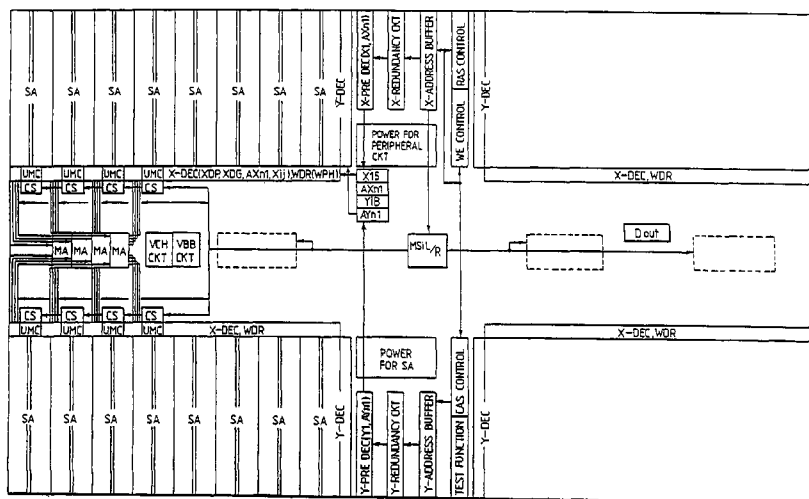 SA SA SA SA SA SA SA SA
Y-DEC
X-PRE DEC(X1,AXn1)
X-REDUNDANCY CKT
X-ADDRESS BUFFER
WE CONTROL RAS CONTROL
Y-DEC
POWER FOR
PERIPHERAL
CKT
UMC UMC UMC UMC X-DEC(XDP,XDG,AXn1,Xij),WDR(WPH)
X-DEC,WDR
CS CS CS CS
X1S
AXn1
YIB
AYn1
MA MA MA MA
VCH
CKT
VBB
CKT
MSiL
/R
D out
CS CS CS CS
UMC UMC UMC UMC X-DEC,WDR
X-DEC,WDR
POWER
FOR SA
SA SA SA SA SA SA SA SA
Y-DEC
Y-PRE DEC(Y1,AYn1)
Y-REDUNDANCY CKT
Y-ADDRESS BUFFER
TEST FUNCTION CAS CONTROL
Y-DEC